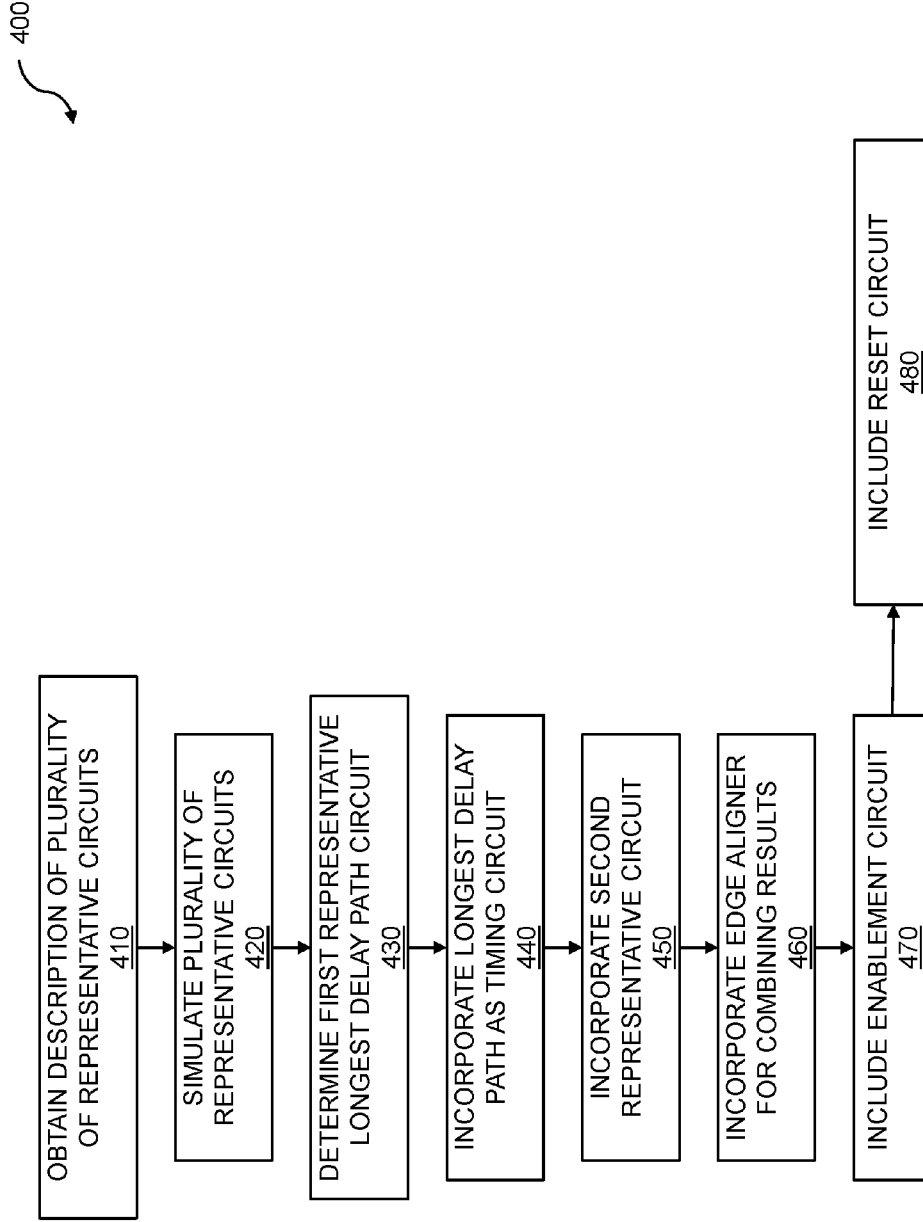 400
OBTAIN DESCRIPTION OF PLURALITY
OF REPRESENTATIVE CIRCUITS
410
SIMULATE PLURALITY OF
REPRESENTATIVE CIRCUITS
420
DETERMINE FIRST REPRESENTATIVE
LONGEST DELAY PATH CIRCUIT
430
INCORPORATE LONGEST DELAY
PATH AS TIMING CIRCUIT
440
INCORPORATE SECOND
REPRESENTATIVE CIRCUIT
450
INCORPORATE EDGE ALIGNER
FOR COMBINING RESULTS
460
INCLUDE ENABLEMENT CIRCUIT
470
INCLUDE RESET CIRCUIT
480